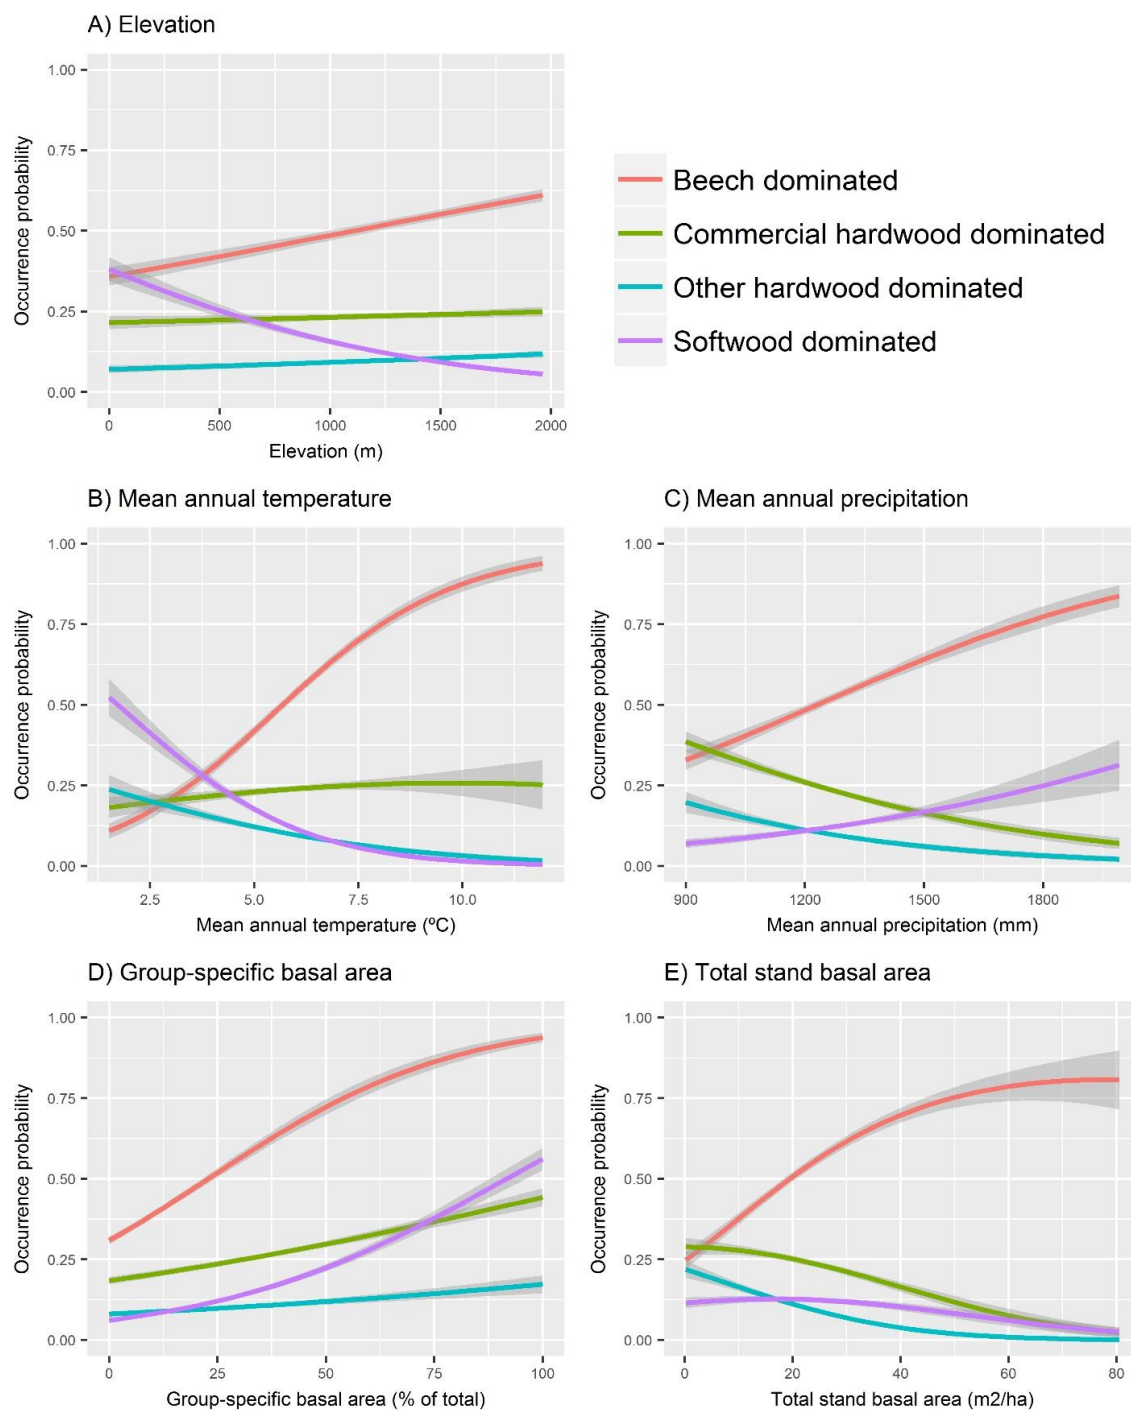 A) Elevation
1.00
0.75
0.50
0.25
0.00
Occurrence probability
0 500 1000 1500 2000
Elevation (m)
Beech dominated
Commercial hardwood dominated
Other hardwood dominated
Softwood dominated
B) Mean annual temperature
1.00
0.75
0.50
0.25
0.00
Occurrence probability
2.5 5.0 7.5 10.0
Mean annual temperature (ºC)
C) Mean annual precipitation
1.00
0.75
0.50
0.25
0.00
Occurrence probability
900 1200 1500 1800
Mean annual precipitation (mm)
D) Group-specific basal area
1.00
0.75
0.50
0.25
0.00
Occurrence probability
0 25 50 75 100
Group-specific basal area (% of total)
E) Total stand basal area
1.00
0.75
0.50
0.25
0.00
Occurrence probability
0 20 40 60 80
Total stand basal area (m2/ha)